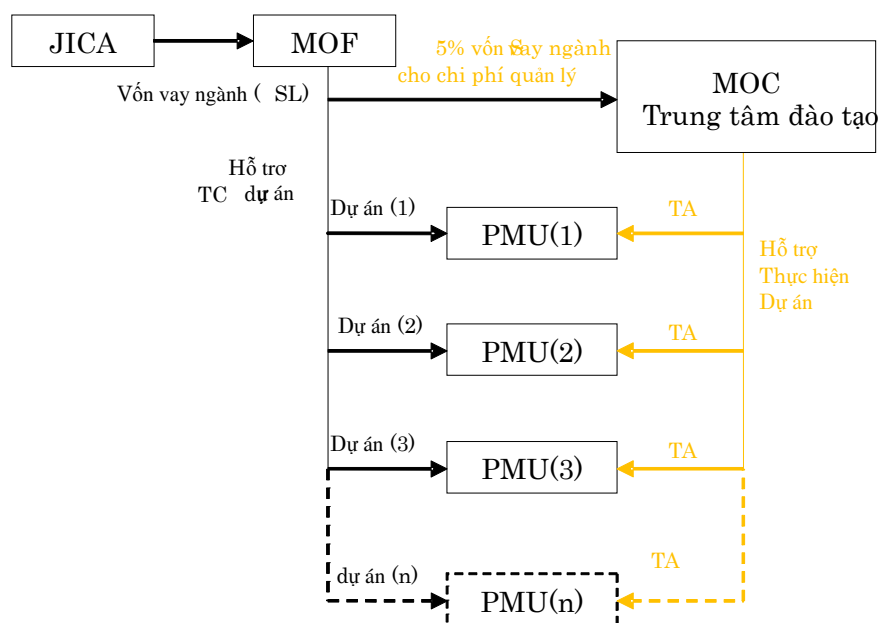 JICA
MOF
5% vốn vay ngành
cho chi phí quản lý
MOC
Trung tâm đào tạo
Vốn vay ngành ( SL)
Hỗ trơ
TC dự án
Dự án (1)
PMU(1)
TA
Hỗ trợ
Thực hiện
Dự án
Dự án (2)
PMU(2)
TA
Dự án (3)
PMU(3)
TA
dự án (n)
PMU(n)
TA